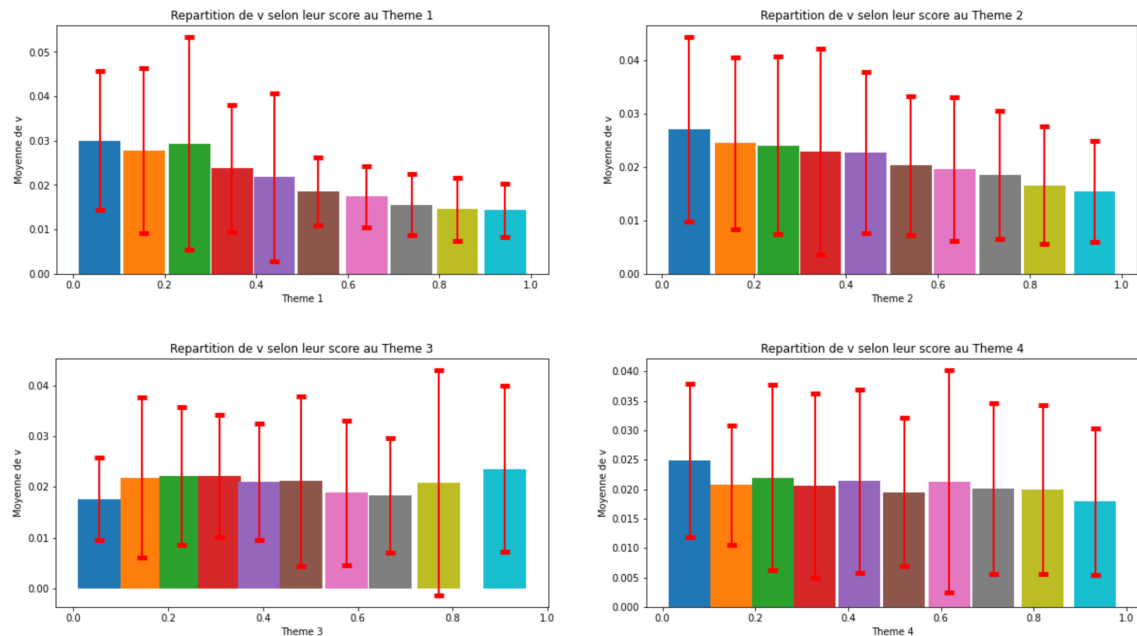 Repartition de v selon leur score au Theme 1
Moyenne de v
0.05
0.04
0.03
0.02
0.01
0.00
0.0 0.2 0.4 0.6 0.8 1.0
Theme 1
Repartition de v selon leur score au Theme 2
Moyenne de v
0.04
0.03
0.02
0.01
0.00
0.0 0.2 0.4 0.6 0.8 1.0
Theme 2
Repartition de v selon leur score au Theme 3
Moyenne de v
0.04
0.03
0.02
0.01
0.00
0.0 0.2 0.4 0.6 0.8 1.0
Theme 3
Repartition de v selon leur score au Theme 4
Moyenne de v
0.040
0.035
0.030
0.025
0.020
0.015
0.010
0.005
0.000
0.0 0.2 0.4 0.6 0.8 1.0
Theme 4